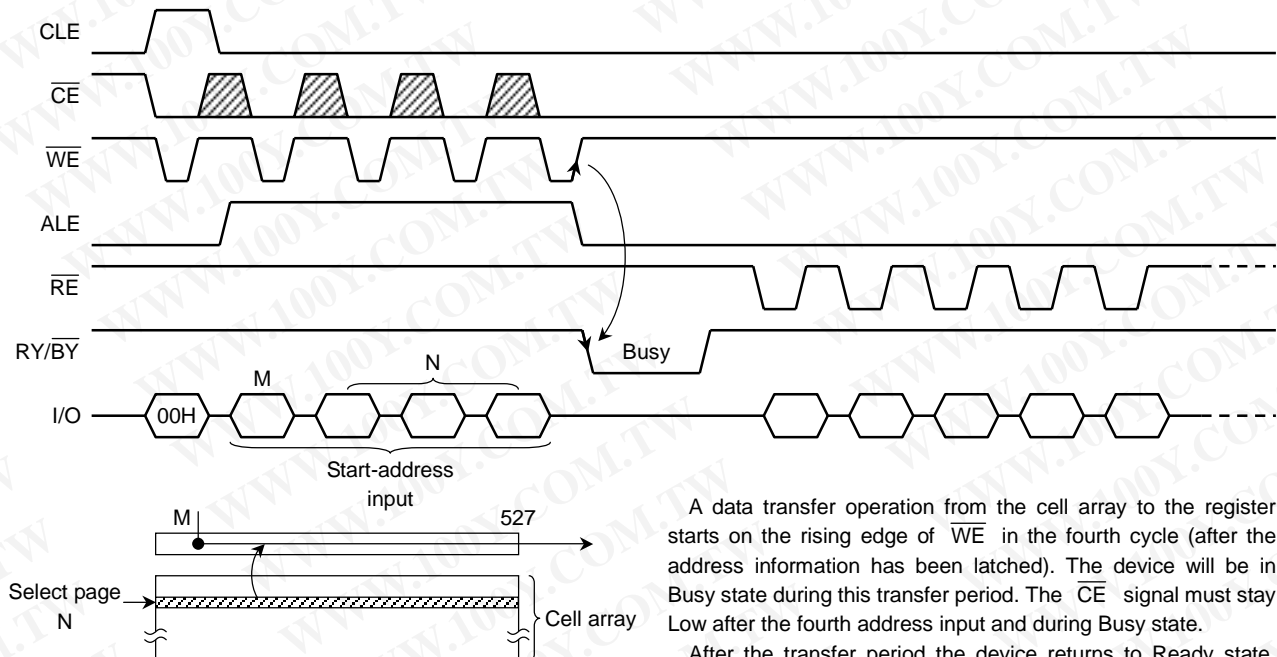 CLE
CE
WE
ALE
RE
RY/BY
Busy
M
N
I/O
00H
Start-address
input
M
527
Select page
N
Cell array
A data transfer operation from the cell array to the register
starts on the rising edge of WE in the fourth cycle (after the
address information has been latched). The device will be in
Busy state during this transfer period. The CE signal must stay
Low after the fourth address input and during Busy state.
After the transfer period the device returns to Ready state.
WWW.100Y.COM.TW